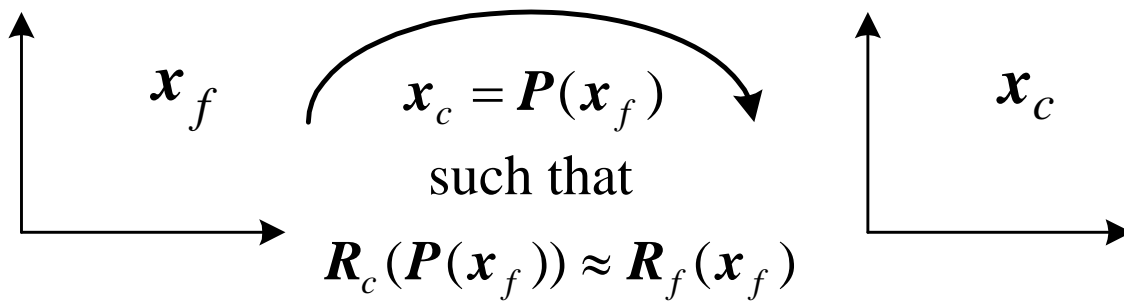 x_f
x_c = P(x_f)
x_c
such that
R_c(P(x_f)) ≈ R_f(x_f)